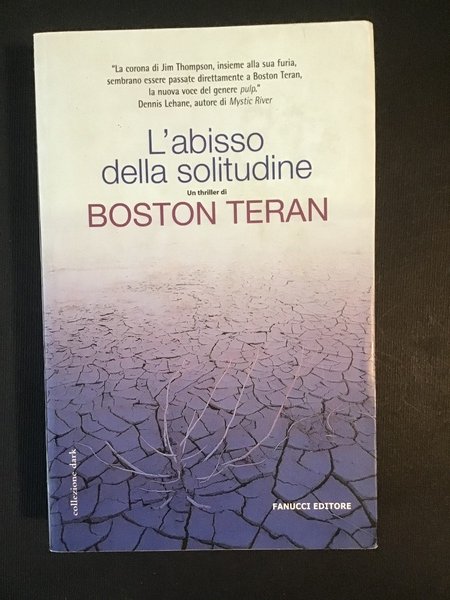 "La corona di Jim Thompson, insieme alla sua furia,
sembrano essere passate direttamente a Boston Teran,
la nuova voce del genere pulp."
Dennis Lehane, autore di Mystic River
L'abisso
della solitudine
Un thriller di
BOSTON TERAN
collezione dark
FANUCCI EDITORE